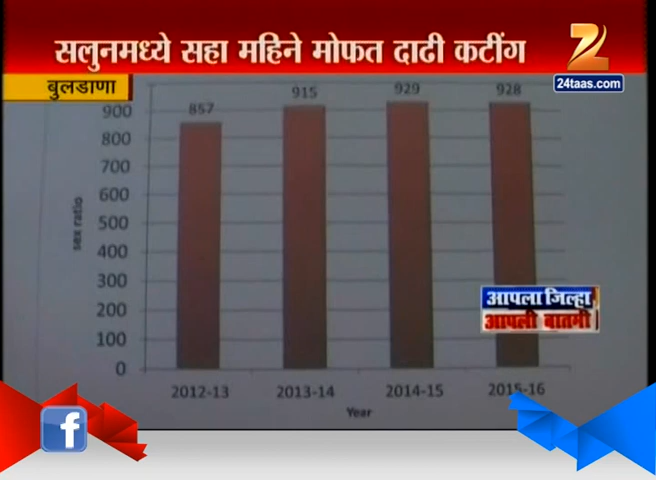 सलुनमध्ये सहा महिने मोफत दाढी कटींग
24taas.com
बुलडाणा
857
915
929
928
900
800
700
600
500
400
300
200
100
0
sex ratio
2012-13
2013-14
2014-15
2015-16
Year
आपला जिल्हा
आपली बातमी
f